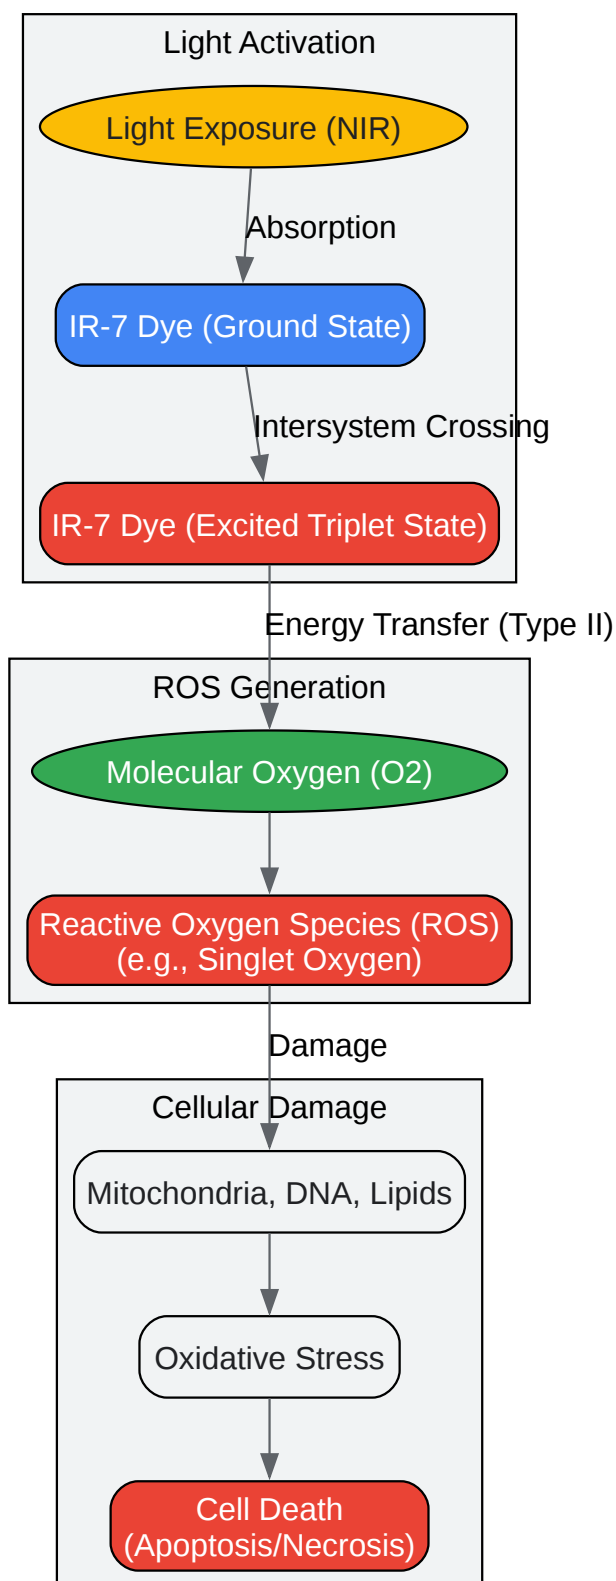 Light Activation
Light Exposure (NIR)
Absorption
IR-7 Dye (Ground State)
Intersystem Crossing
IR-7 Dye (Excited Triplet State)
Energy Transfer (Type II)
ROS Generation
Molecular Oxygen (O2)
Reactive Oxygen Species (ROS)
(e.g., Singlet Oxygen)
Damage
Cellular Damage
Mitochondria, DNA, Lipids
Oxidative Stress
Cell Death
(Apoptosis/Necrosis)